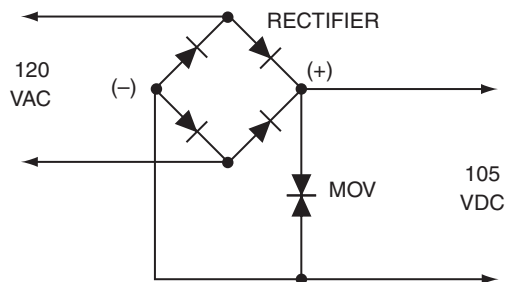 RECTIFIER
120
VAC
(–)
(+)
MOV
105
VDC